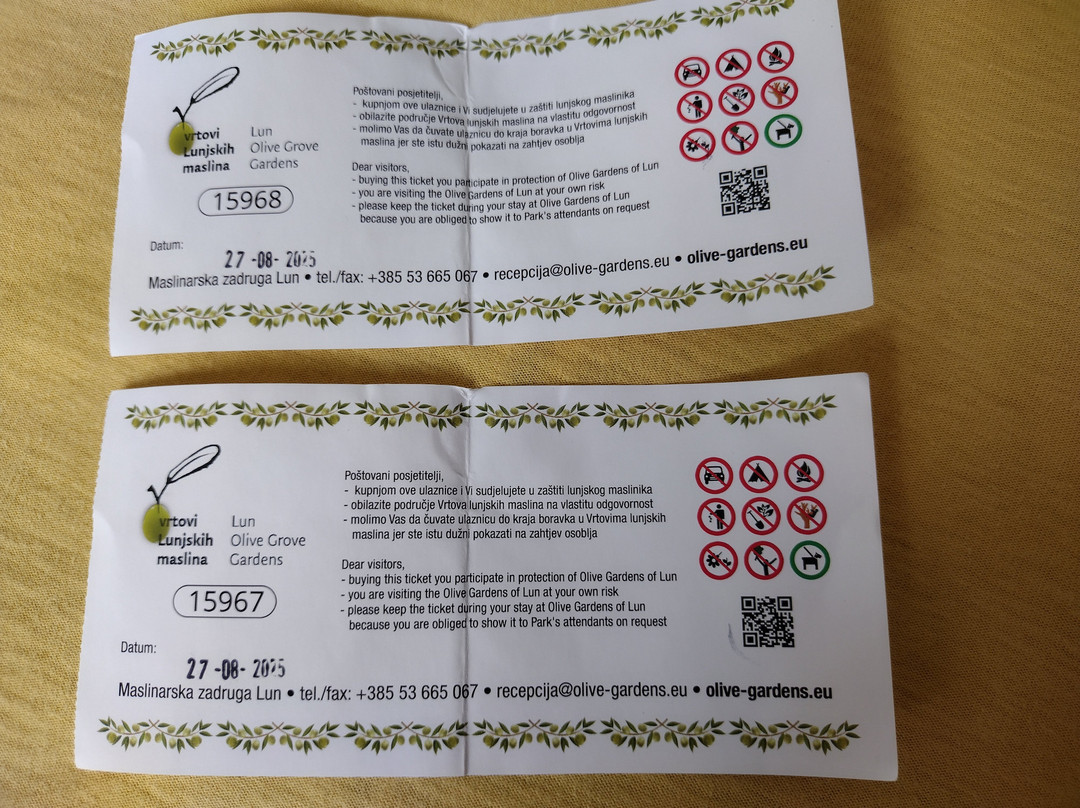 vrtovi
Lunjskih
maslina
Lun
Olive Grove
Gardens
15968
Poštovani posjetitelji,
- kupnjom ove ulaznice i Vi sudjelujete u zaštiti lunjskog maslinika
- obilazite područje Vrtova lunjskih maslina na vlastitu odgovornost
- molimo Vas da čuvate ulaznicu do kraja boravka u Vrtovima lunjskih
maslina jer ste istu dužni pokazati na zahtjev osoblja
Dear visitors,
- buying this ticket you participate in protection of Olive Gardens of Lun
- you are visiting the Olive Gardens of Lun at your own risk
- please keep the ticket during your stay at Olive Gardens of Lun
because you are obliged to show it to Park's attendants on request
Datum:
27-08-2025
Maslinarska zadruga Lun • tel./fax: +385 53 665 067 • recepcija@olive-gardens.eu • olive-gardens.eu
vrtovi
Lunjskih
maslina
Lun
Olive Grove
Gardens
15967
Poštovani posjetitelji,
- kupnjom ove ulaznice i Vi sudjelujete u zaštiti lunjskog maslinika
- obilazite područje Vrtova lunjskih maslina na vlastitu odgovornost
- molimo Vas da čuvate ulaznicu do kraja boravka u Vrtovima lunjskih
maslina jer ste istu dužni pokazati na zahtjev osoblja
Dear visitors,
- buying this ticket you participate in protection of Olive Gardens of Lun
- you are visiting the Olive Gardens of Lun at your own risk
- please keep the ticket during your stay at Olive Gardens of Lun
because you are obliged to show it to Park's attendants on request
Datum:
27-08-2025
Maslinarska zadruga Lun • tel./fax: +385 53 665 067 • recepcija@olive-gardens.eu • olive-gardens.eu